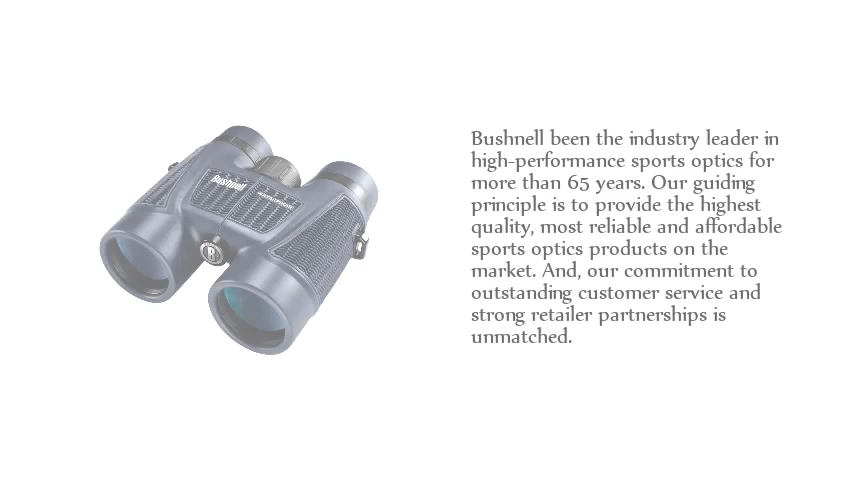 Bushnell
WATERPROOF
B
Bushnell been the industry leader in
high-performance sports optics for
more than 65 years. Our guiding
principle is to provide the highest
quality, most reliable and affordable
sports optics products on the
market. And, our commitment to
outstanding customer service and
strong retailer partnerships is
unmatched.